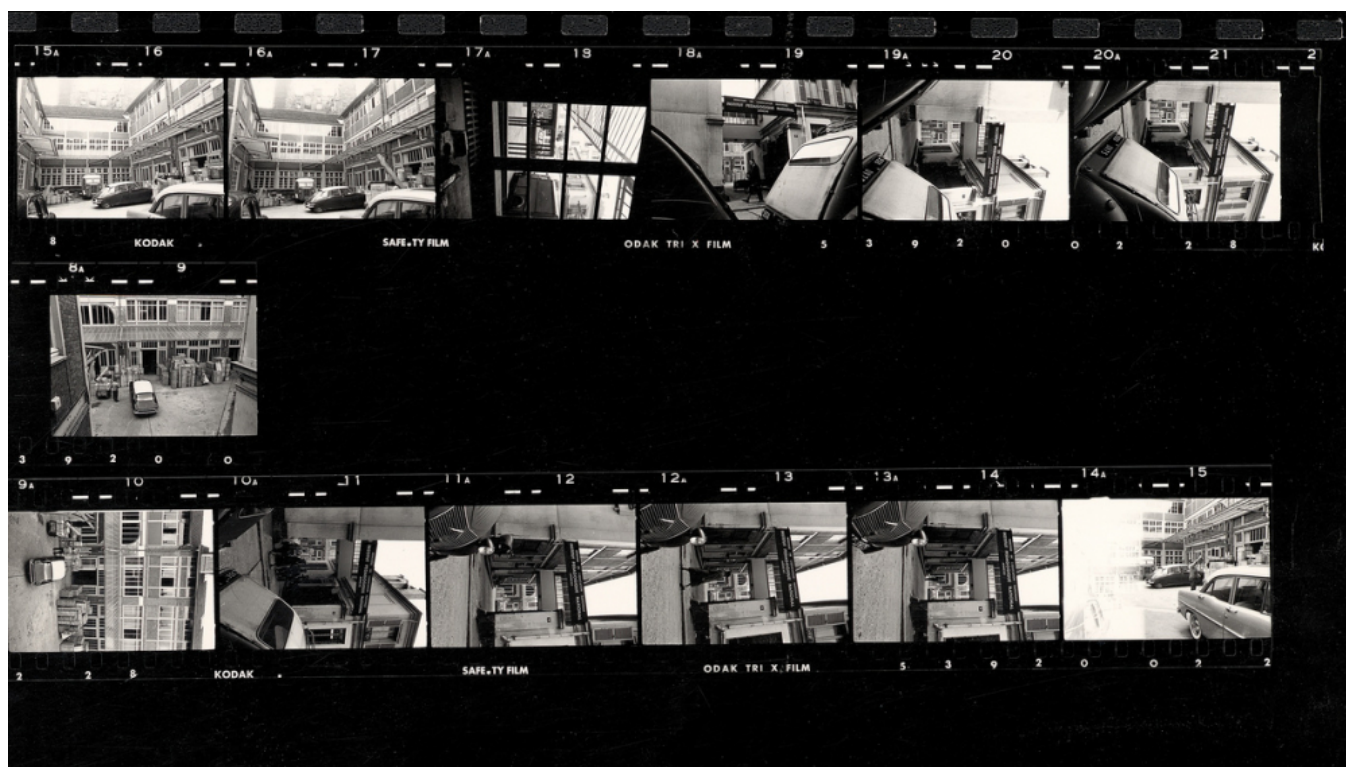 15A 16 16A 17 17A 18 18A 19 19A 20 20A 21 2
8 KODAK SAFETY FILM ODAK TRI X FILM 5 3 9 2 0 0 2 2 8 KO
8A 9
3 9 2 0 0
9A 10 10A 11 11A 12 12A 13 13A 14 14A 15
2 2 8 KODAK SAFETY FILM ODAK TRI X FILM 5 3 9 2 0 0 2 2